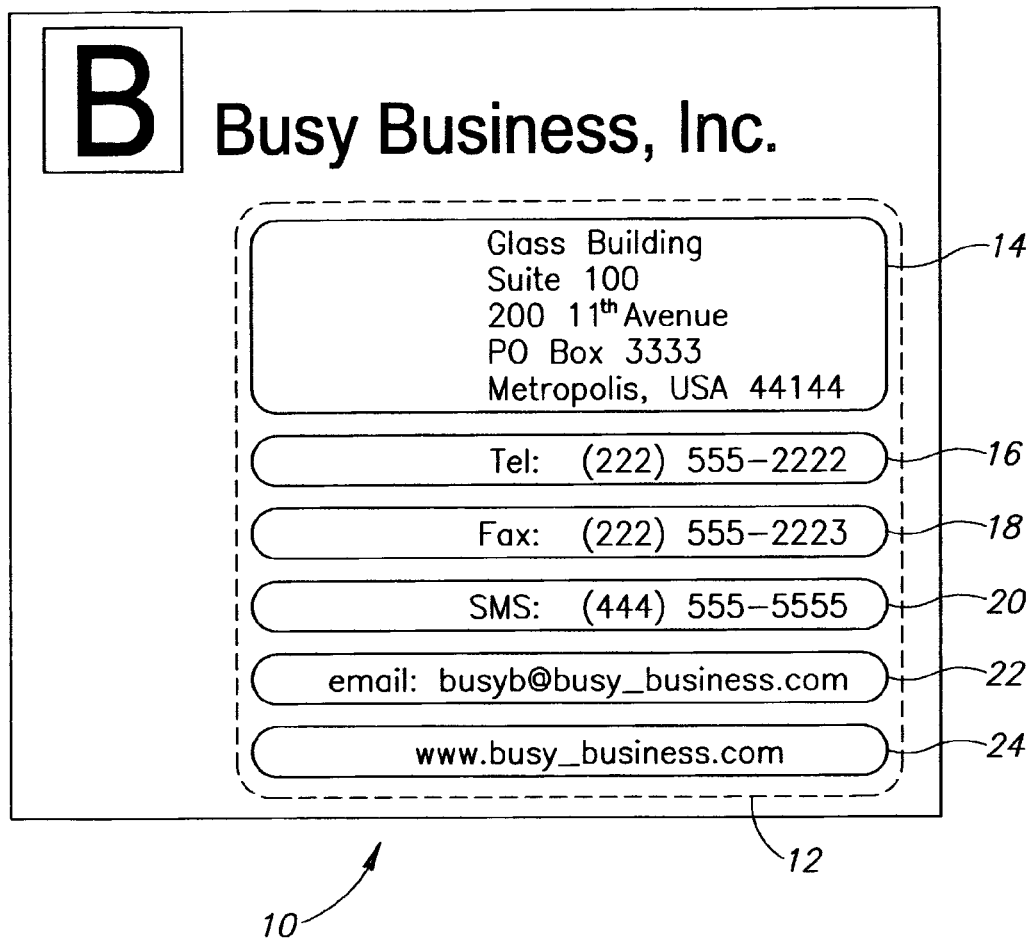 B
Busy Business, Inc.
Glass Building
Suite 100
200 11th Avenue
PO Box 3333
Metropolis, USA 44144
14
Tel: (222) 555-2222
16
Fax: (222) 555-2223
18
SMS: (444) 555-5555
20
email: busyb@busy_business.com
22
www.busy_business.com
24
12
10